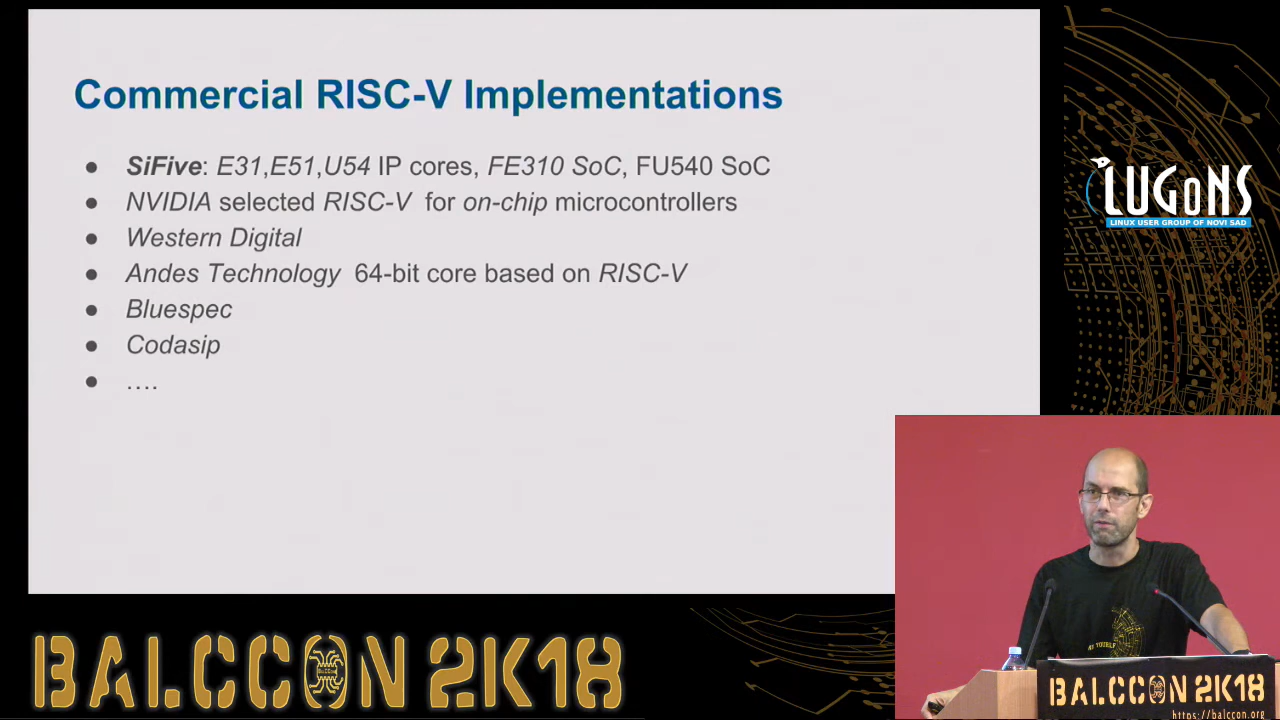 Commercial RISC-V Implementations
● SiFive: E31,E51,U54 IP cores, FE310 SoC, FU540 SoC
● NVIDIA selected RISC-V for on-chip microcontrollers
● Western Digital
● Andes Technology 64-bit core based on RISC-V
● Bluespec
● Codasip
● ....
LUGoNS
LINUX USER GROUP OF NOVI SAD
BALCCON 2K18
BALCCON 2K18
https://balccon.org